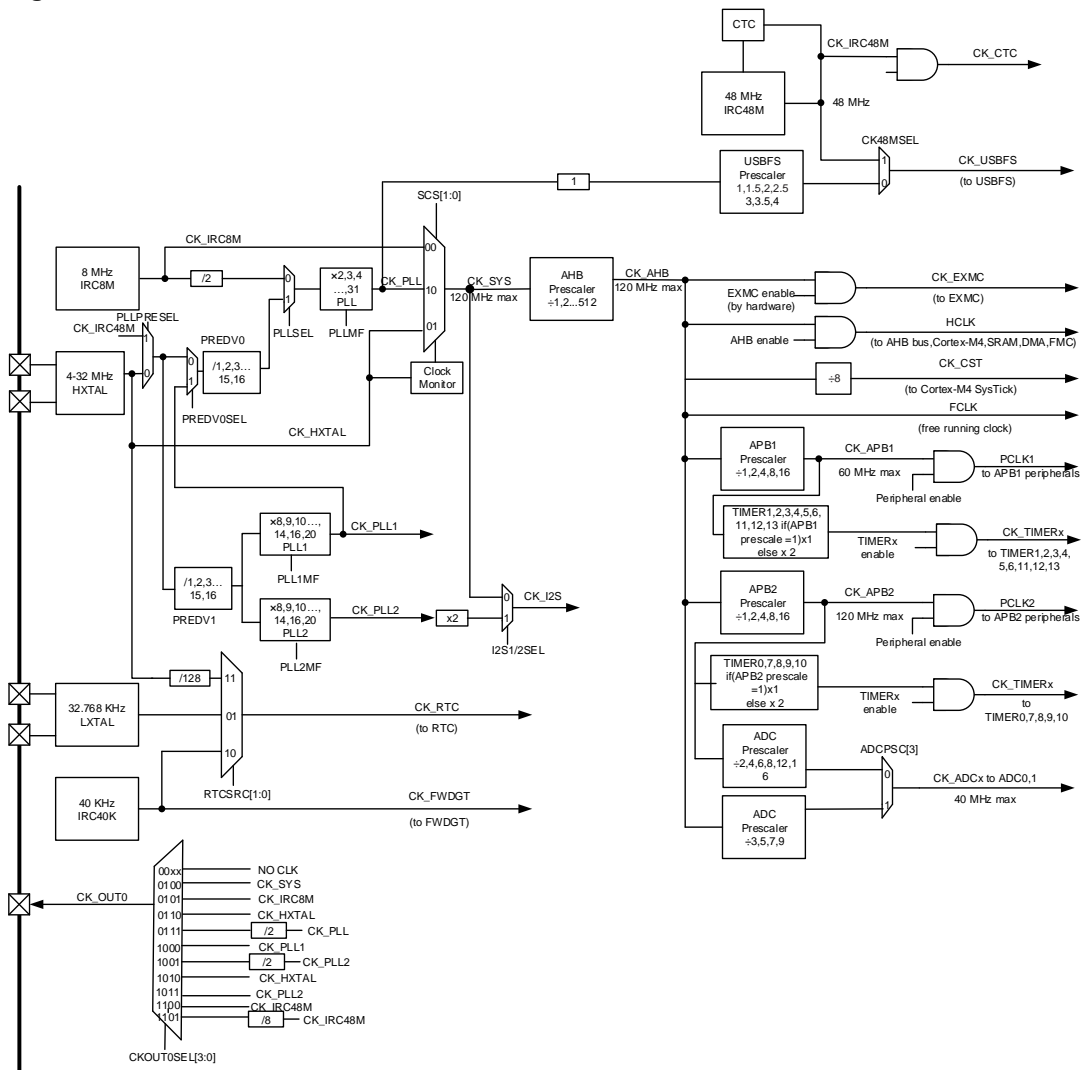 CTC
CK_IRC48M
CK_CTC
48 MHz
IRC48M
48 MHz
CK48MSEL
USBFS
Prescaler
1,1.5,2,2.5
3,3.5,4
1
0
CK_USBFS
(to USBFS)
1
SCS[1:0]
CK_IRC8M
00
8 MHz
IRC8M
/2
0
1
×2,3,4
…,31
PLL
CK_PLL
10
CK_SYS
120 MHz max
AHB
Prescaler
÷1,2...512
CK_AHB
120 MHz max
EXMC enable
(by hardware)
CK_EXMC
(to EXMC)
PLLPRESEL
CK_IRC48M
1
0
PLLSEL
PLLMF
01
HCLK
AHB enable
(to AHB bus,Cortex-M4,SRAM,DMA,FMC)
PREDV0
4-32 MHz
HXTAL
0
1
/1,2,3…
15,16
Clock
Monitor
÷8
CK_CST
(to Cortex-M4 SysTick)
PREDV0SEL
FCLK
(free running clock)
CK_HXTAL
APB1
Prescaler
÷1,2,4,8,16
CK_APB1
60 MHz max
PCLK1
to APB1 peripherals
Peripheral enable
×8,9,10…,
14,16,20
PLL1
CK_PLL1
PLL1MF
TIMER1,2,3,4,5,6,
11,12,13 if(APB1
prescale =1)x1
else x 2
TIMERx
enable
CK_TIMERx
to TIMER1,2,3,4,
5,6,11,12,13
/1,2,3…
15,16
PREDV1
×8,9,10…,
14,16,20
PLL2
CK_PLL2
PLL2MF
x2
0
1
CK_I2S
I2S1/2SEL
APB2
Prescaler
÷1,2,4,8,16
CK_APB2
120 MHz max
PCLK2
to APB2 peripherals
Peripheral enable
/128
11
32.768 KHz
LXTAL
01
CK_RTC
(to RTC)
10
TIMER0,7,8,9,10
if(APB2 prescale
=1)x1
else x 2
TIMERx
enable
CK_TIMERx
to
TIMER0,7,8,9,10
40 KHz
IRC40K
RTCSRC[1:0]
CK_FWDGT
(to FWDGT)
ADC
Prescaler
÷2,4,6,8,12,1
6
ADCPSC[3]
0
1
CK_ADCx to ADC0,1
40 MHz max
ADC
Prescaler
÷3,5,7,9
CK_OUT0
00xx NO CLK
0100 CK_SYS
0101 CK_IRC8M
0110 CK_HXTAL
0111 /2 CK_PLL
1000 CK_PLL1
1001 /2 CK_PLL2
1010 CK_HXTAL
1011 CK_PLL2
1100 CK_IRC48M
1101 /8 CK_IRC48M
CKOUT0SEL[3:0]